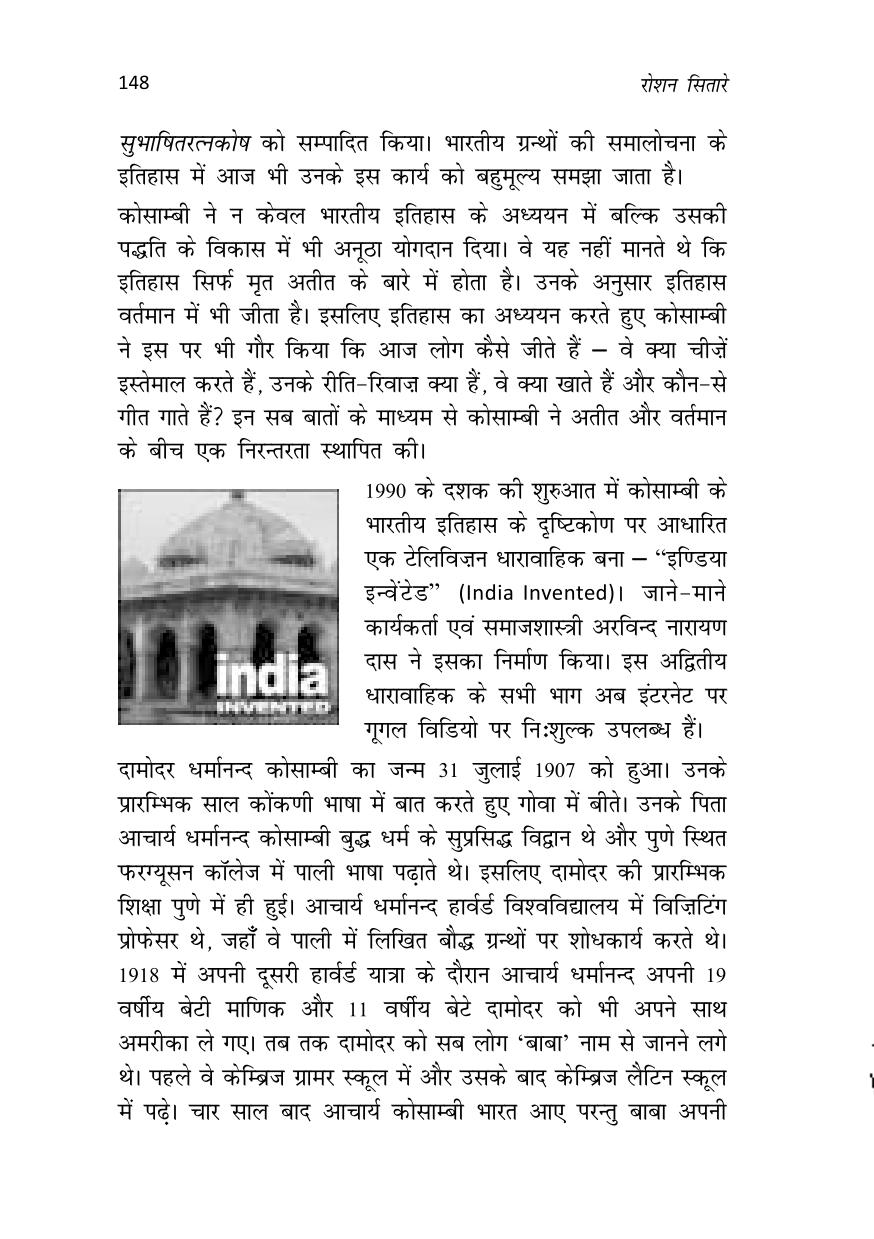 148 रोशन सितारे
सुभाषितरत्नकोष को सम्पादित किया। भारतीय ग्रन्थों की समालोचना के
इतिहास में आज भी उनके इस कार्य को बहुमूल्य समझा जाता है।
कोसाम्बी ने न केवल भारतीय इतिहास के अध्ययन में बल्कि उसकी
पद्धति के विकास में भी अनूठा योगदान दिया। वे यह नहीं मानते थे कि
इतिहास सिर्फ मृत अतीत के बारे में होता है। उनके अनुसार इतिहास
वर्तमान में भी जीता है। इसलिए इतिहास का अध्ययन करते हुए कोसाम्बी
ने इस पर भी गौर किया कि आज लोग कैसे जीते हैं – वे क्या चीज़ें
इस्तेमाल करते हैं, उनके रीति-रिवाज़ क्या हैं, वे क्या खाते हैं और कौन-से
गीत गाते हैं? इन सब बातों के माध्यम से कोसाम्बी ने अतीत और वर्तमान
के बीच एक निरन्तरता स्थापित की।
1990 के दशक की शुरुआत में कोसाम्बी के
भारतीय इतिहास के दृष्टिकोण पर आधारित
एक टेलिविज़न धारावाहिक बना – “इण्डिया
इन्वेंटेड” (India Invented)। जाने-माने
कार्यकर्ता एवं समाजशास्त्री अरविन्द नारायण
दास ने इसका निर्माण किया। इस अद्वितीय
धारावाहिक के सभी भाग अब इंटरनेट पर
गूगल विडियो पर निःशुल्क उपलब्ध हैं।
india
INVENTED
दामोदर धर्मानन्द कोसाम्बी का जन्म 31 जुलाई 1907 को हुआ। उनके
प्रारम्भिक साल कोंकणी भाषा में बात करते हुए गोवा में बीते। उनके पिता
आचार्य धर्मानन्द कोसाम्बी बुद्ध धर्म के सुप्रसिद्ध विद्वान थे और पुणे स्थित
फरग्यूसन कॉलेज में पाली भाषा पढ़ाते थे। इसलिए दामोदर की प्रारम्भिक
शिक्षा पुणे में ही हुई। आचार्य धर्मानन्द हार्वर्ड विश्वविद्यालय में विज़िटिंग
प्रोफेसर थे, जहाँ वे पाली में लिखित बौद्ध ग्रन्थों पर शोधकार्य करते थे।
1918 में अपनी दूसरी हार्वर्ड यात्रा के दौरान आचार्य धर्मानन्द अपनी 19
वर्षीय बेटी माणिक और 11 वर्षीय बेटे दामोदर को भी अपने साथ
अमरीका ले गए। तब तक दामोदर को सब लोग ‘बाबा’ नाम से जानने लगे
थे। पहले वे केम्ब्रिज ग्रामर स्कूल में और उसके बाद केम्ब्रिज लैटिन स्कूल
में पढ़े। चार साल बाद आचार्य कोसाम्बी भारत आए परन्तु बाबा अपनी